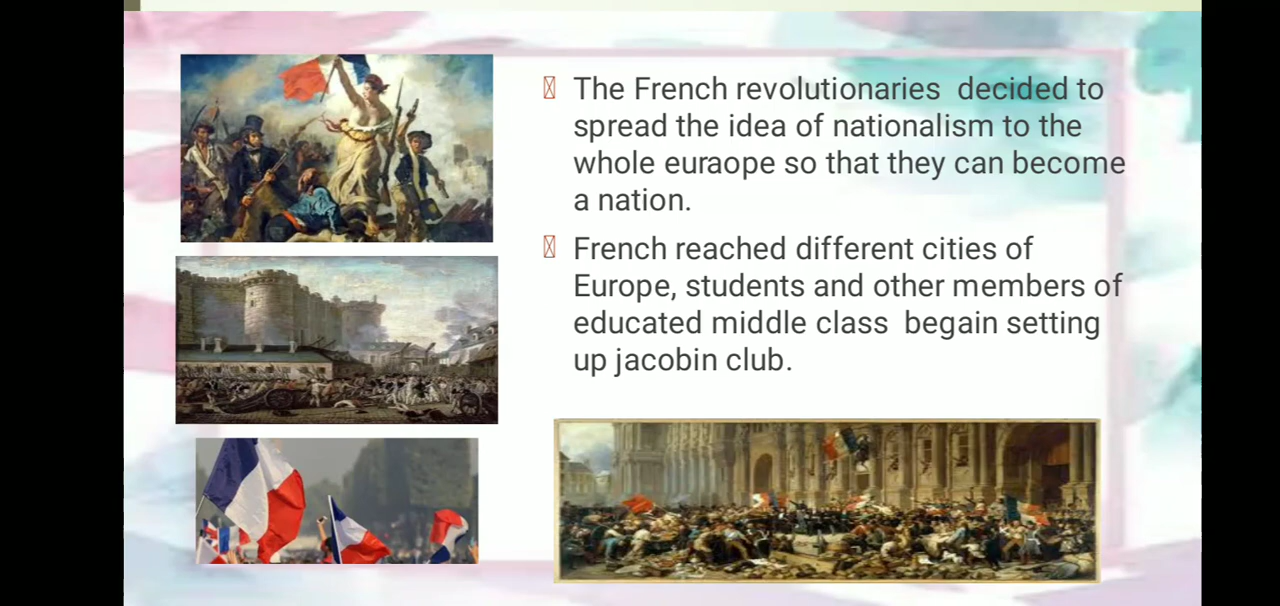 The French revolutionaries decided to
spread the idea of nationalism to the
whole euraope so that they can become
a nation.
French reached different cities of
Europe, students and other members of
educated middle class begain setting
up jacobin club.